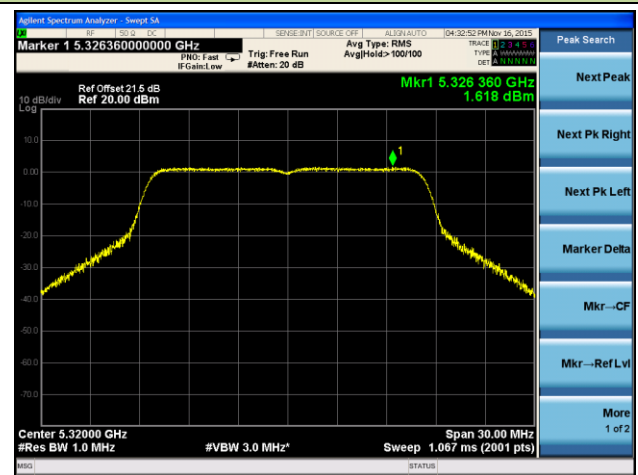 Agilent Spectrum Analyzer - Swept SA
RF 50 Ω DC SENSE:INT SOURCE OFF ALIGN AUTO 04:32:52 PM Nov 16, 2015
Marker 1 5.326360000000 GHz
PNO: Fast
IFGain:Low
Trig: Free Run
#Atten: 20 dB
Avg Type: RMS
Avg|Hold:> 100/100
TRACE 1 2 3 4 5 6
TYPE A WWWWW
DET A N N N N N
Peak Search
Ref Offset 21.5 dB
10 dB/div Ref 20.00 dBm
Log
Mkr1 5.326 360 GHz
1.618 dBm
Next Peak
10.0
Next Pk Right
1
0.00
Next Pk Left
-10.0
-20.0
Marker Delta
-30.0
-40.0
Mkr→CF
-50.0
-60.0
Mkr→Ref Lvl
-70.0
More
1 of 2
Center 5.32000 GHz Span 30.00 MHz
#Res BW 1.0 MHz #VBW 3.0 MHz* Sweep 1.067 ms (2001 pts)
MSG STATUS